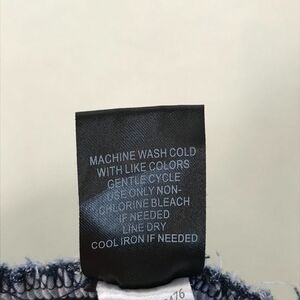 MACHINE WASH COLD
WITH LIKE COLORS
GENTLE CYCLE
USE ONLY NON-
CHLORINE BLEACH
IF NEEDED
LINE DRY
COOL IRON IF NEEDED